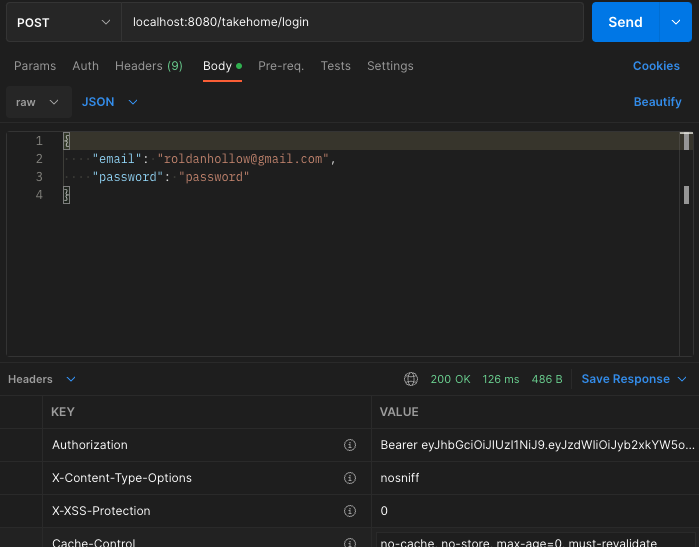 POST localhost:8080/takehome/login Send
Params Auth Headers (9) Body Pre-req. Tests Settings Cookies
raw JSON Beautify
1 {
2 "email": "roldanhollow@gmail.com",
3 "password": "password"
4 }
Headers 200 OK 126 ms 486 B Save Response
KEY VALUE
Authorization Bearer eyJhbGciOiJIUzI1NiJ9.eyJzdWIiOiJyb2xkYW5o...
X-Content-Type-Options nosniff
X-XSS-Protection 0
Cache-Control no-cache, no-store, max-age=0, must-revalidate